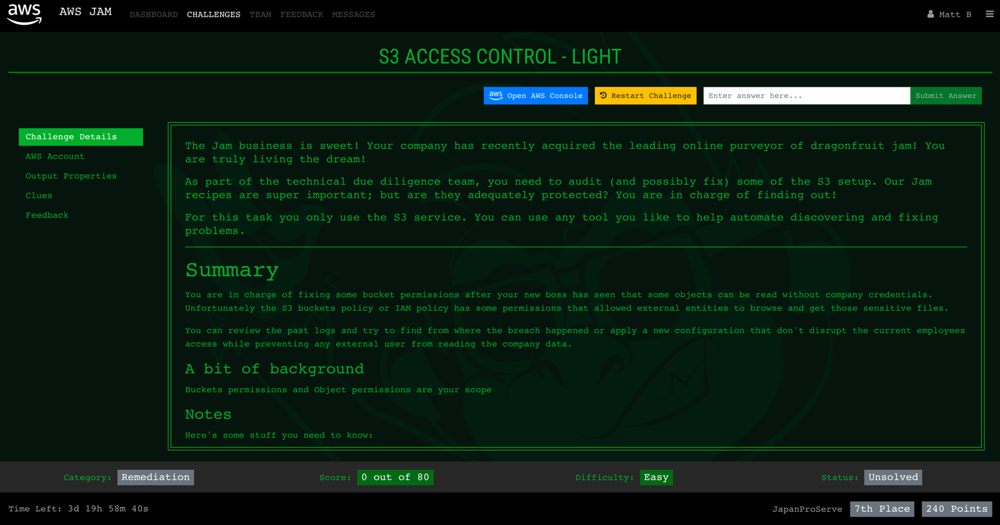 aws AWS JAM DASHBOARD CHALLENGES TEAM FEEDBACK MESSAGES Matt B
S3 ACCESS CONTROL - LIGHT
aws Open AWS Console Restart Challenge Enter answer here... Submit Answer
Challenge Details
AWS Account
Output Properties
Clues
Feedback
The Jam business is sweet! Your company has recently acquired the leading online purveyor of dragonfruit jam! You
are truly living the dream!
As part of the technical due diligence team, you need to audit (and possibly fix) some of the S3 setup. Our Jam
recipes are super important; but are they adequately protected? You are in charge of finding out!
For this task you only use the S3 service. You can use any tool you like to help automate discovering and fixing
problems.
Summary
You are in charge of fixing some bucket permissions after your new boss has seen that some objects can be read without company credentials.
Unfortunately the S3 buckets policy or IAM policy has some permissions that allowed external entities to browse and get those sensitive files.
You can review the past logs and try to find from where the breach happened or apply a new configuration that don't disrupt the current employees
access while preventing any external user from reading the company data.
A bit of background
Buckets permissions and Object permissions are your scope
Notes
Here's some stuff you need to know:
Category: Remediation Score: 0 out of 80 Difficulty: Easy Status: Unsolved
Time Left: 3d 19h 58m 40s JapanProServe 7th Place 240 Points